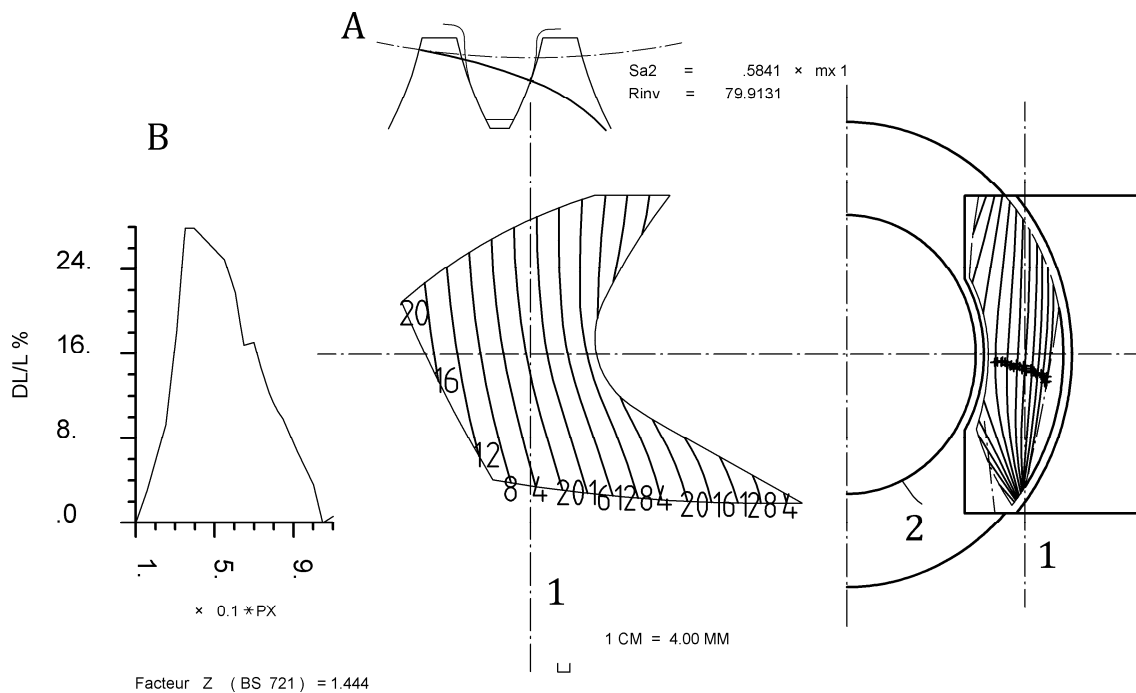 A
Sa2 = .5841 × mx 1
Rinv = 79.9131
B
DL/L %
24.
16.
8.
.0
1. 5. 9.
× 0.1 *PX
20
16
12
8 4 20 16 12 8 4 20 16 12 8 4
2
1
1
1 CM = 4.00 MM
Facteur Z ( BS 721 ) = 1.444